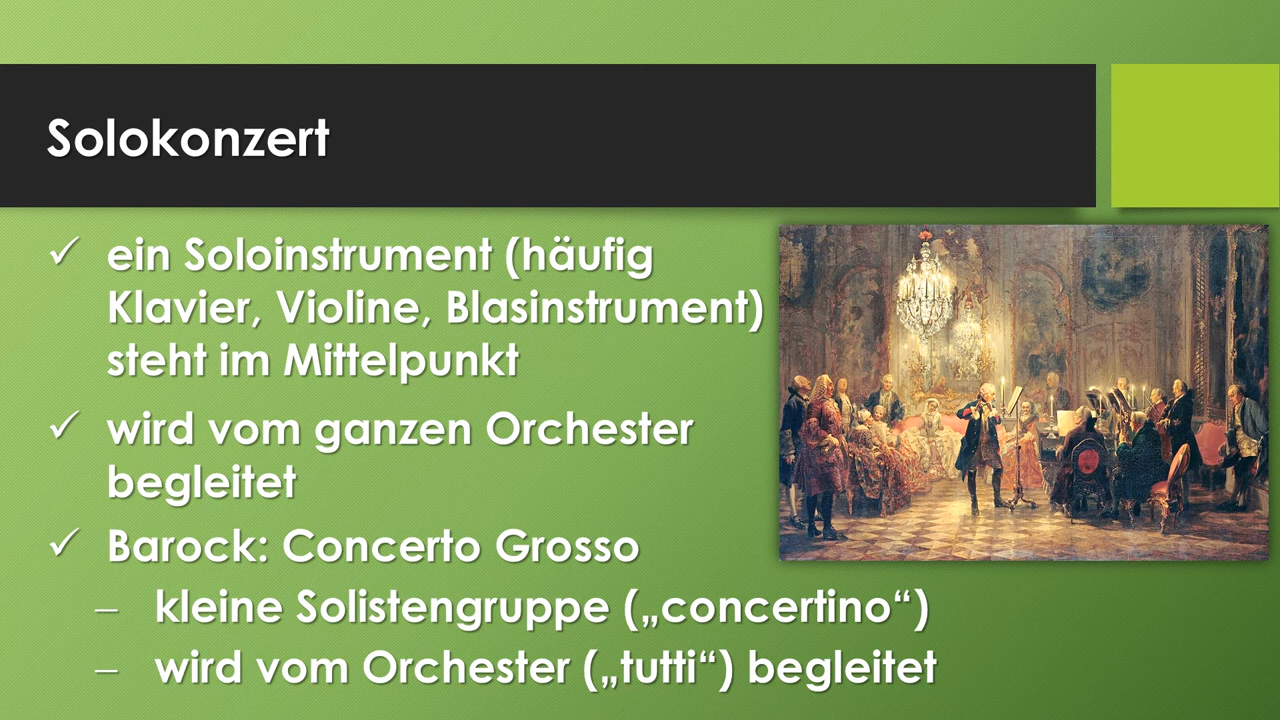 Solokonzert
✓ ein Soloinstrument (häufig
Klavier, Violine, Blasinstrument)
steht im Mittelpunkt
✓ wird vom ganzen Orchester
begleitet
✓ Barock: Concerto Grosso
– kleine Solistengruppe („concertino“)
– wird vom Orchester („tutti“) begleitet